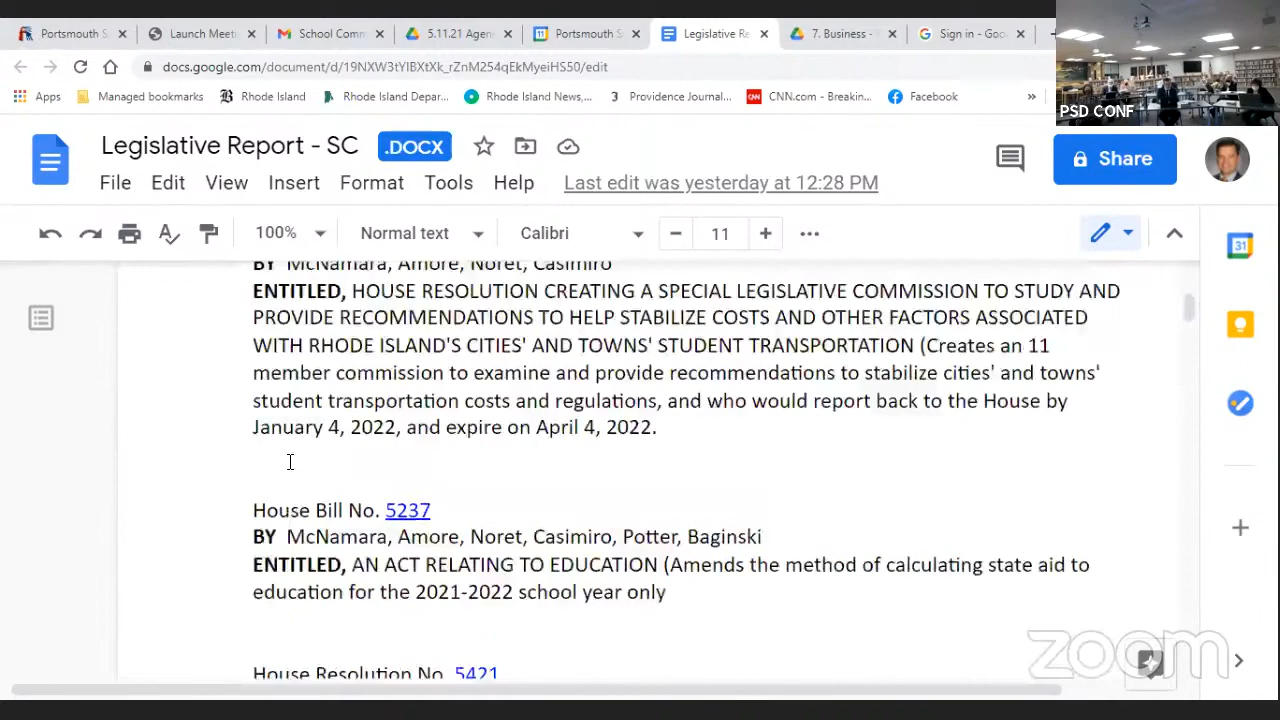 Portsmouth S
Launch Meeti
School Comm
5.11.21 Agen
Portsmouth S
Legislative Re
7. Business -
Sign in - Goo
docs.google.com/document/d/19NXW3tYIBXtXk_rZnM254qEkMyeiHS50/edit
Apps
Managed bookmarks
Rhode Island
Rhode Island Depar...
Rhode Island News,...
Providence Journal...
CNN.com - Breakin...
Facebook
»
PSD CONF
Legislative Report - SC
.DOCX
Share
File Edit View Insert Format Tools Help
Last edit was yesterday at 12:28 PM
100%
Normal text
Calibri
11
BY McNamara, Amore, Noret, Casimiro
ENTITLED, HOUSE RESOLUTION CREATING A SPECIAL LEGISLATIVE COMMISSION TO STUDY AND
PROVIDE RECOMMENDATIONS TO HELP STABILIZE COSTS AND OTHER FACTORS ASSOCIATED
WITH RHODE ISLAND'S CITIES' AND TOWNS' STUDENT TRANSPORTATION (Creates an 11
member commission to examine and provide recommendations to stabilize cities' and towns'
student transportation costs and regulations, and who would report back to the House by
January 4, 2022, and expire on April 4, 2022.
House Bill No. 5237
BY McNamara, Amore, Noret, Casimiro, Potter, Baginski
ENTITLED, AN ACT RELATING TO EDUCATION (Amends the method of calculating state aid to
education for the 2021-2022 school year only
House Resolution No. 5421
31
zoom